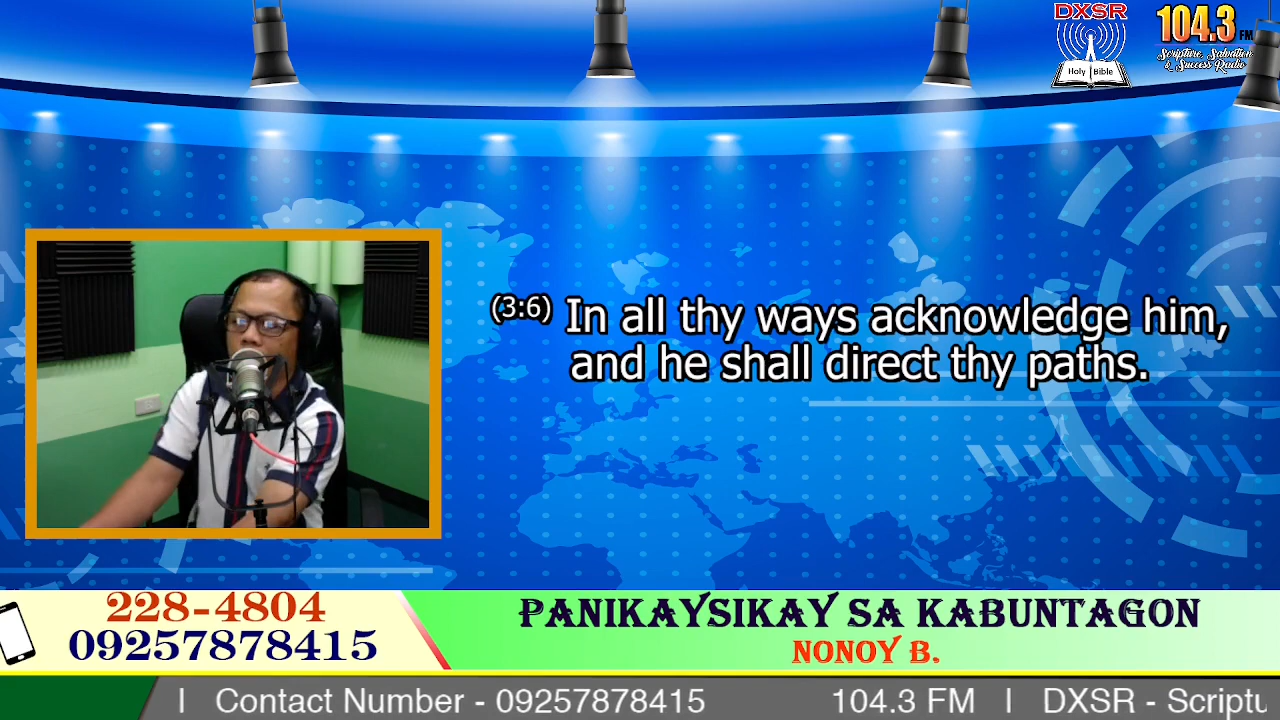 DXSR
Holy Bible
104.3 FM
Scripture, Salvation
& Success Radio
(3:6) In all thy ways acknowledge him,
and he shall direct thy paths.
228-4804
09257878415
PANIKAYSIKAY SA KABUNTAGON
NONOY B.
| Contact Number - 09257878415 104.3 FM | DXSR - Scriptu